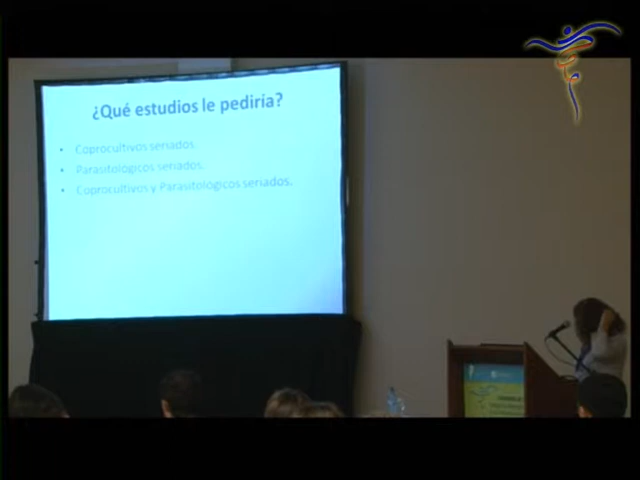 ¿Qué estudios le pediría?
• Coprocultivos seriados.
• Parasitológicos seriados.
• Coprocultivos y Parasitológicos seriados.